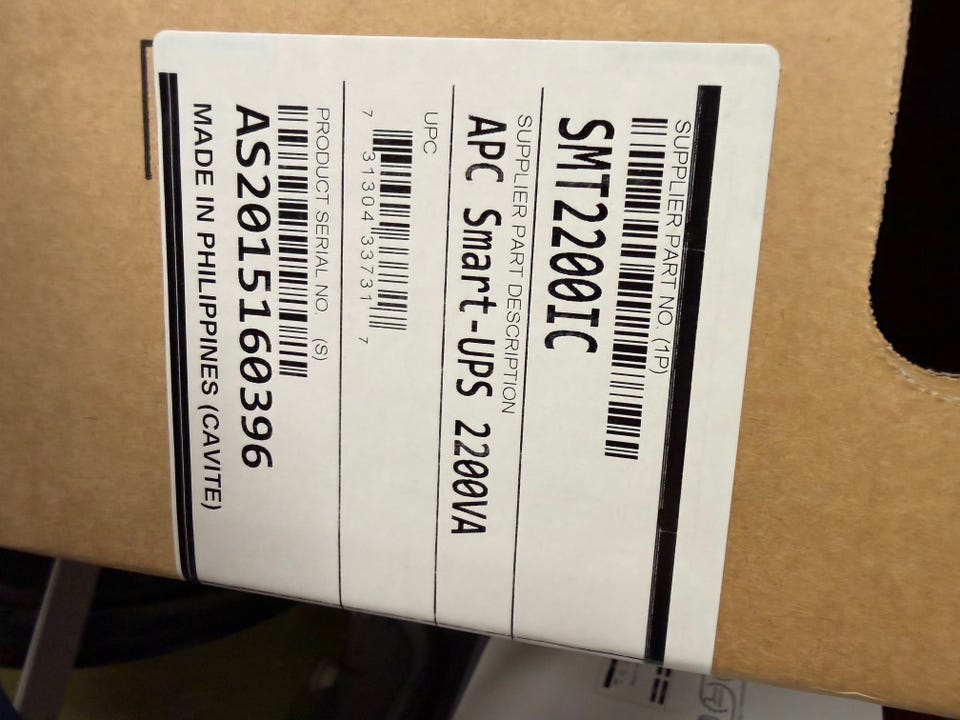 SUPPLIER PART NO. (1P)
SMT2200IC
SUPPLIER PART DESCRIPTION
APC Smart-UPS 2200VA
UPC
7 31304 33731 7
PRODUCT SERIAL NO. (S)
AS2015160396
MADE IN PHILIPPINES (CAVITE)